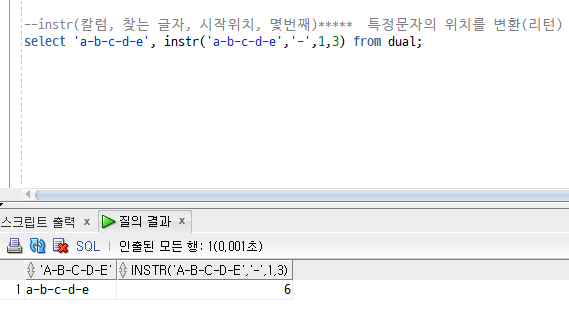 --instr(칼럼, 찾는 글자, 시작위치, 몇번째)***** 특정문자의 위치를 변환(리턴)
select 'a-b-c-d-e', instr('a-b-c-d-e','-',1,3) from dual;
스크립트 출력 x 질의 결과 x
SQL | 인출된 모든 행: 1(0,001초)
'A-B-C-D-E' INSTR('A-B-C-D-E','-',1,3)
1 a-b-c-d-e 6